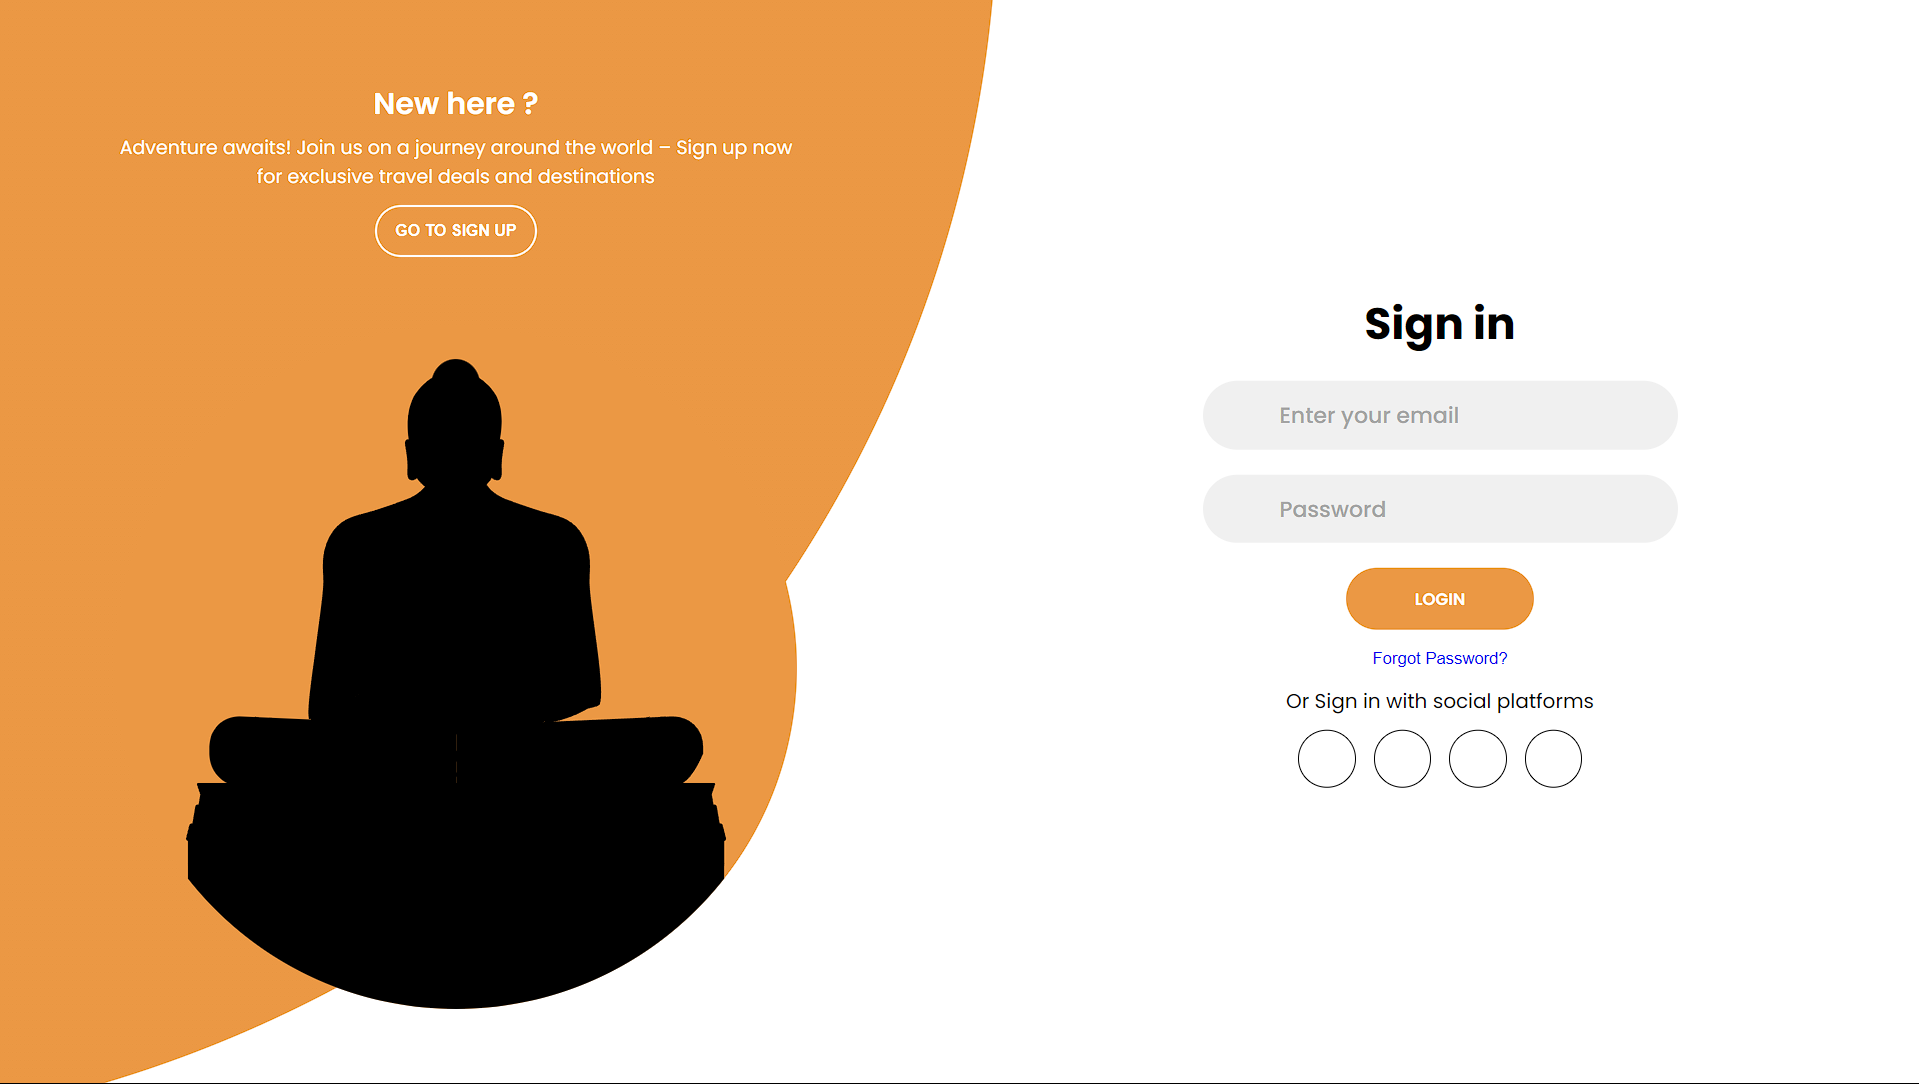 New here ?
Adventure awaits! Join us on a journey around the world – Sign up now
for exclusive travel deals and destinations
GO TO SIGN UP
Sign in
Enter your email
Password
LOGIN
Forgot Password?
Or Sign in with social platforms